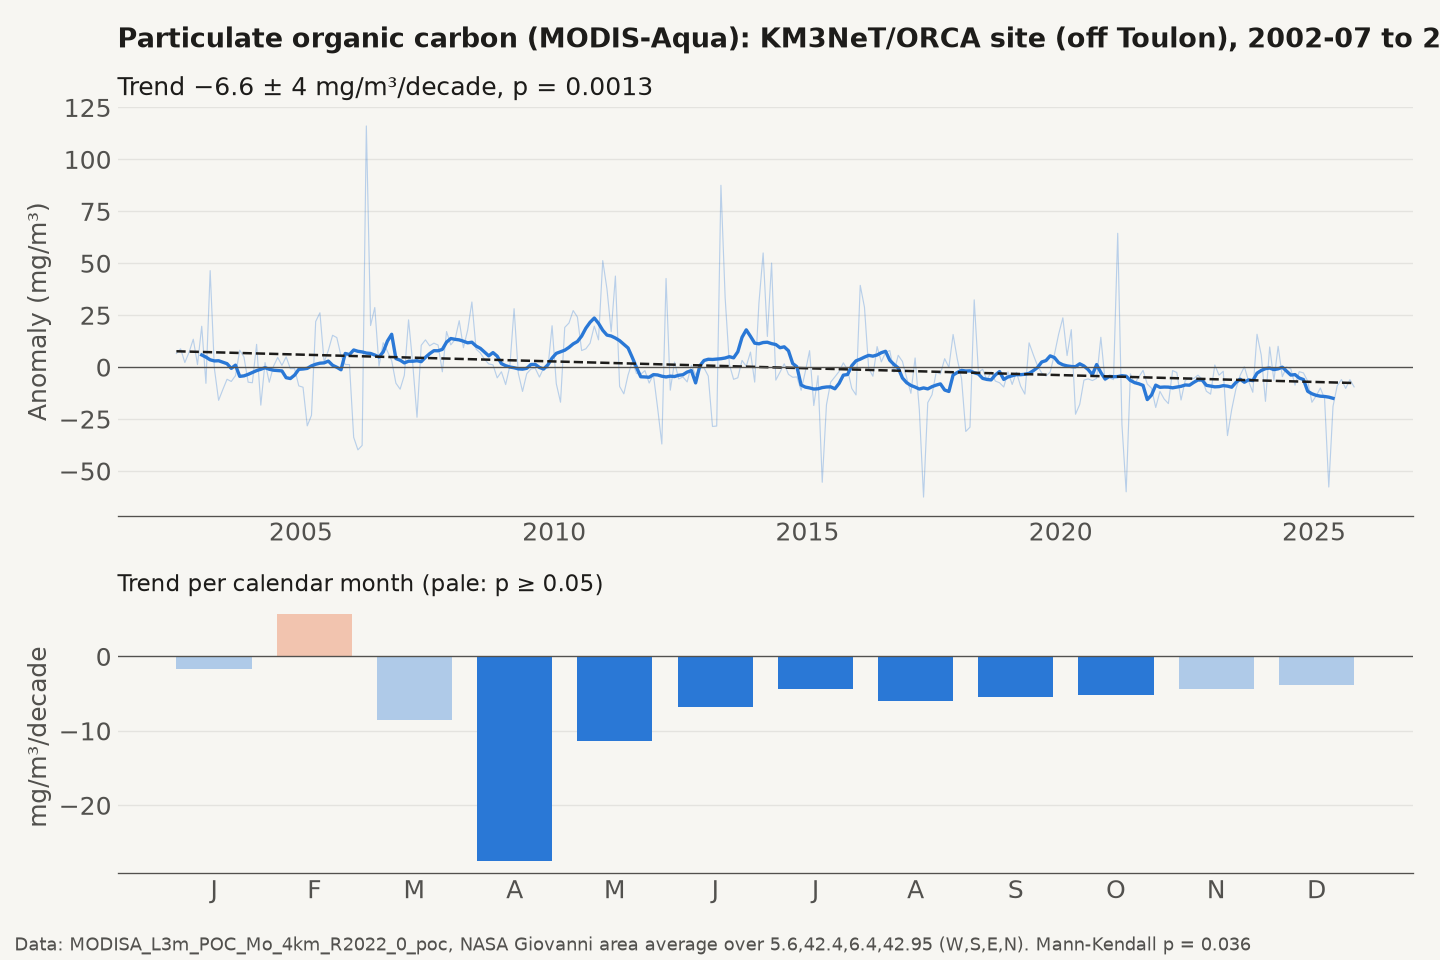 Particulate organic carbon (MODIS-Aqua): KM3NeT/ORCA site (off Toulon), 2002-07 to 2
Trend −6.6 ± 4 mg/m³/decade, p = 0.0013
125
100
75
50
25
0
−25
−50
Anomaly (mg/m³)
2005 2010 2015 2020 2025
Trend per calendar month (pale: p ≥ 0.05)
0
−10
−20
mg/m³/decade
J F M A M J J A S O N D
Data: MODISA_L3m_POC_Mo_4km_R2022_0_poc, NASA Giovanni area average over 5.6,42.4,6.4,42.95 (W,S,E,N). Mann-Kendall p = 0.036